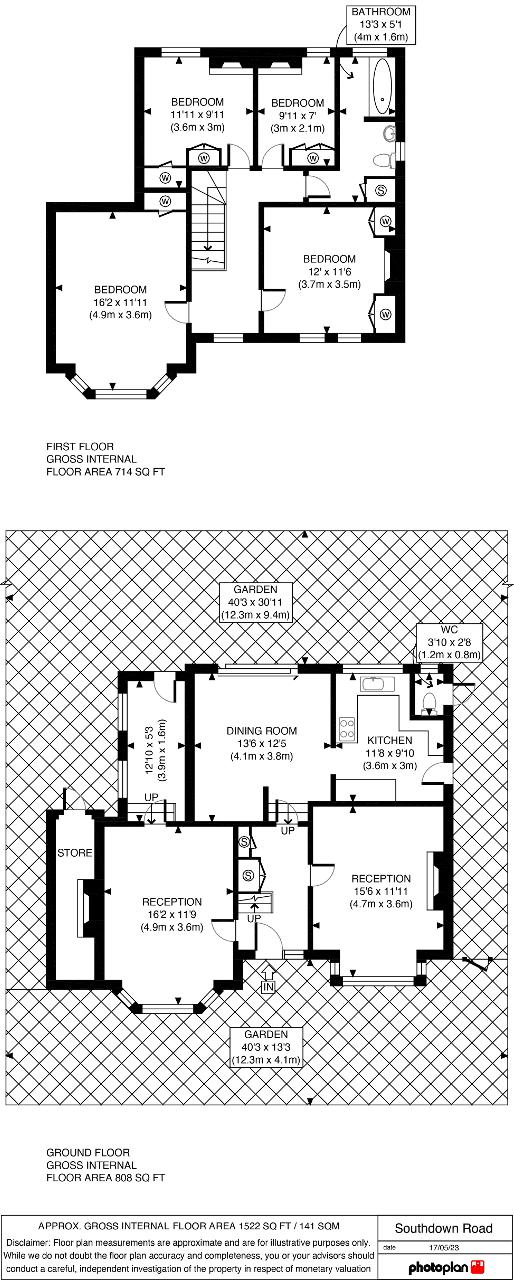 BATHROOM
13'3 x 5'1
(4m x 1.6m)
BEDROOM
11'11 x 9'11
(3.6m x 3m)
BEDROOM
9'11 x 7'
(3m x 2.1m)
W
W
W
S
W
W
BEDROOM
12' x 11'6
(3.7m x 3.5m)
BEDROOM
16'2 x 11'11
(4.9m x 3.6m)
W
FIRST FLOOR
GROSS INTERNAL
FLOOR AREA 714 SQ FT
GARDEN
40'3 x 30'11
(12.3m x 9.4m)
WC
3'10 x 2'8
(1.2m x 0.8m)
12'10 x 5'3
(3.9m x 1.6m)
DINING ROOM
13'6 x 12'5
(4.1m x 3.8m)
KITCHEN
11'8 x 9'10
(3.6m x 3m)
UP
UP
STORE
S
S
RECEPTION
15'6 x 11'11
(4.7m x 3.6m)
RECEPTION
16'2 x 11'9
(4.9m x 3.6m)
UP
IN
GARDEN
40'3 x 13'3
(12.3m x 4.1m)
GROUND FLOOR
GROSS INTERNAL
FLOOR AREA 808 SQ FT
APPROX. GROSS INTERNAL FLOOR AREA 1522 SQ FT / 141 SQM
Disclaimer: Floor plan measurements are approximate and are for illustrative purposes only.
While we do not doubt the floor plan accuracy and completeness, you or your advisors should
conduct a careful, independent investigation of the property in respect of monetary valuation
Southdown Road
date 17/05/23
photoplan